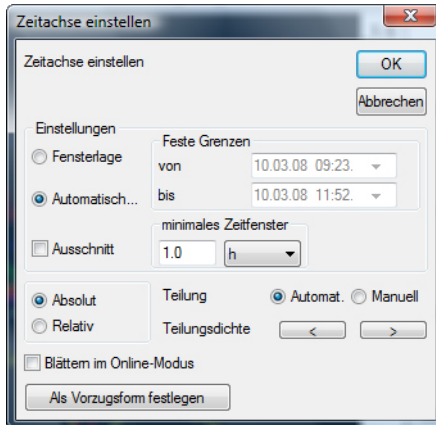 Zeitachse einstellen
Zeitachse einstellen
OK
Abbrechen
Einstellungen
Fensterlage
Automatisch...
Ausschnitt
Feste Grenzen
von 10.03.08 09:23.
bis 10.03.08 11:52.
minimales Zeitfenster
1.0 h
Absolut
Relativ
Teilung Automat. Manuell
Teilungsdichte < >
Blättern im Online-Modus
Als Vorzugsform festlegen